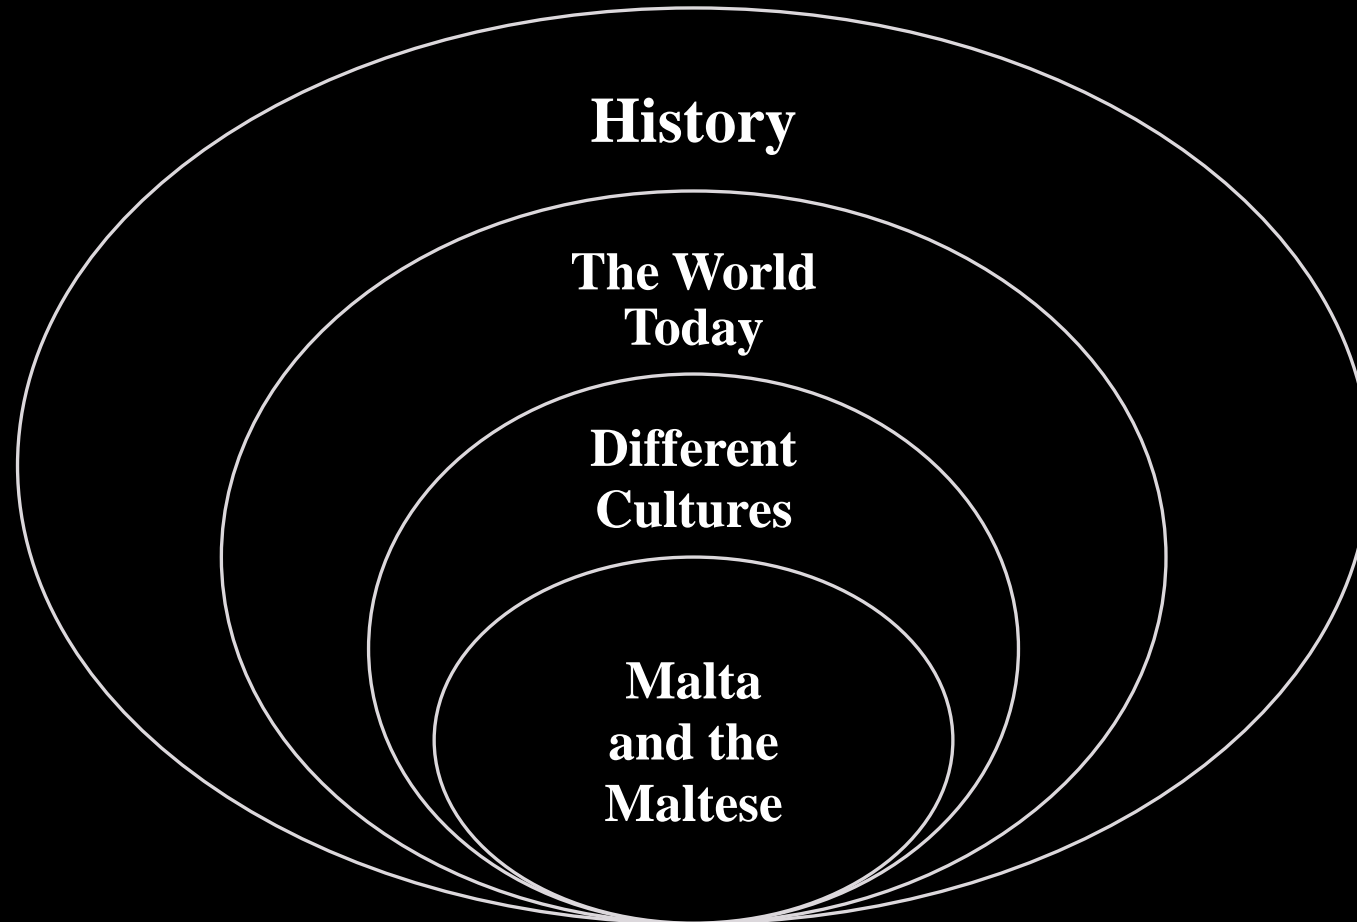 History
The World
Today
Different
Cultures
Malta
and the
Maltese